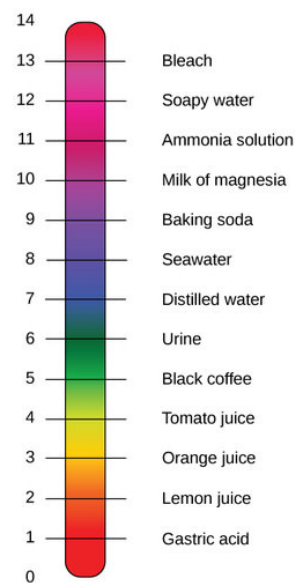 14
13 Bleach
12 Soapy water
11 Ammonia solution
10 Milk of magnesia
9 Baking soda
8 Seawater
7 Distilled water
6 Urine
5 Black coffee
4 Tomato juice
3 Orange juice
2 Lemon juice
1 Gastric acid
0